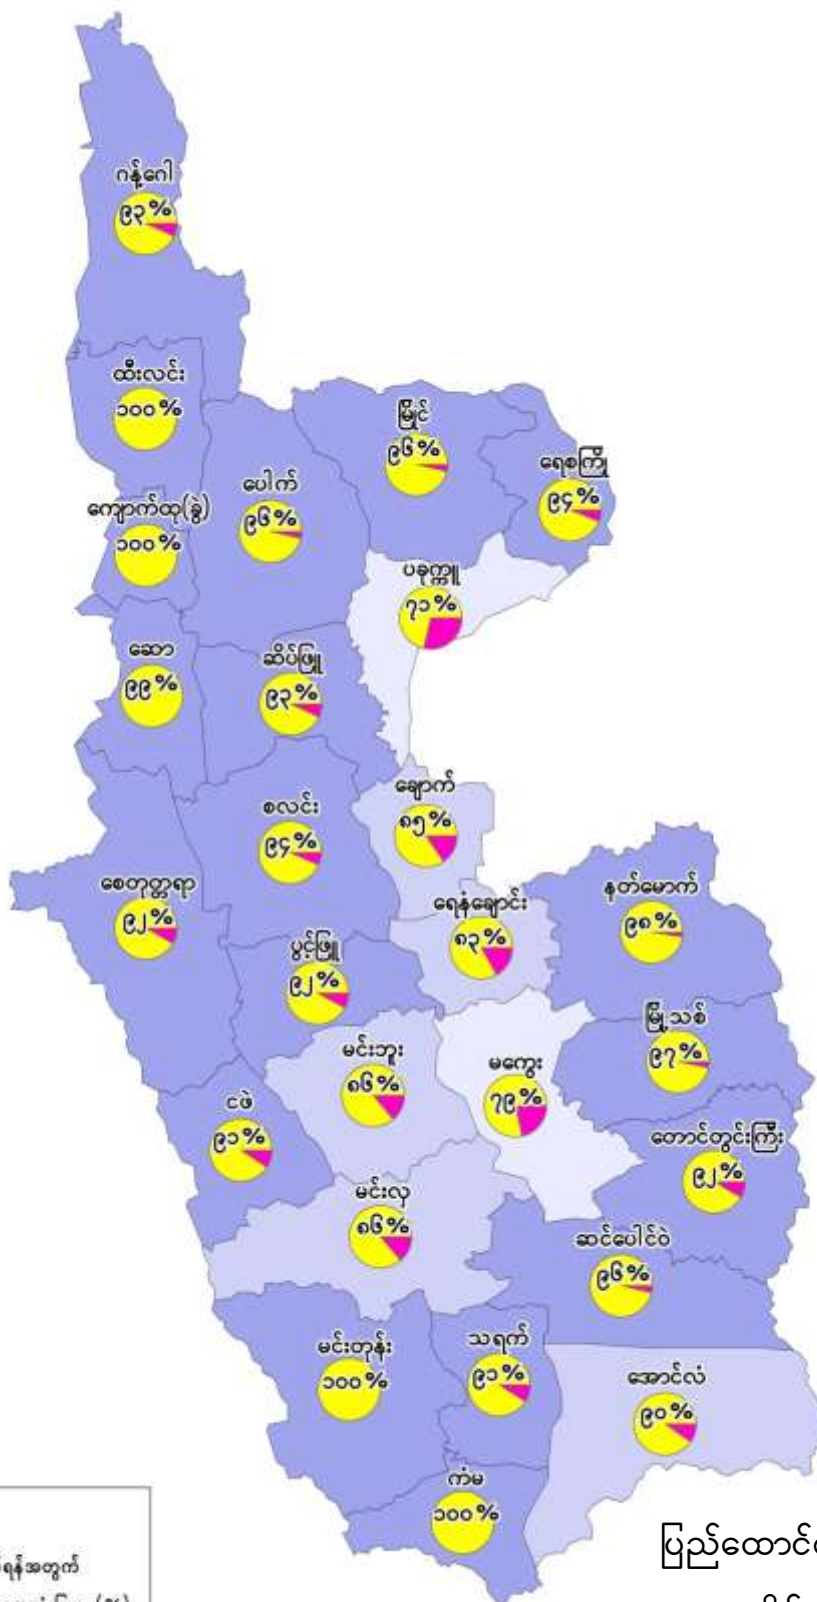 ဂန့်ဂေါ
၉၃%
ထီးလင်း
၁၀၀%
မြိုင်
၉၆%
ရေစကြို
၉၄%
ပေါက်
၉၆%
ကျောက်ထု(ခွဲ)
၁၀၀%
ပခုက္ကူ
၇၁%
ဆော
၉၉%
ဆိပ်ဖြူ
၉၃%
ချောက်
၈၅%
စလင်း
၉၄%
စေတုတ္တရာ
၉၂%
ရေနံချောင်း
၈၃%
နတ်မောက်
၉၈%
ပွင့်ဖြူ
၉၂%
မြို့သစ်
၉၇%
မင်းဘူး
၈၆%
မကွေး
၇၉%
ငဖဲ
၉၁%
တောင်တွင်းကြီး
၉၂%
မင်းလှ
၈၆%
ဆင်ပေါင်ဝဲ
၉၆%
မင်းတုန်း
၁၀၀%
သရက်
၉၁%
အောင်လံ
၉၀%
ကံမ
၁၀၀%
ရန်အတွက်
(%)
ပြည်ထောင်